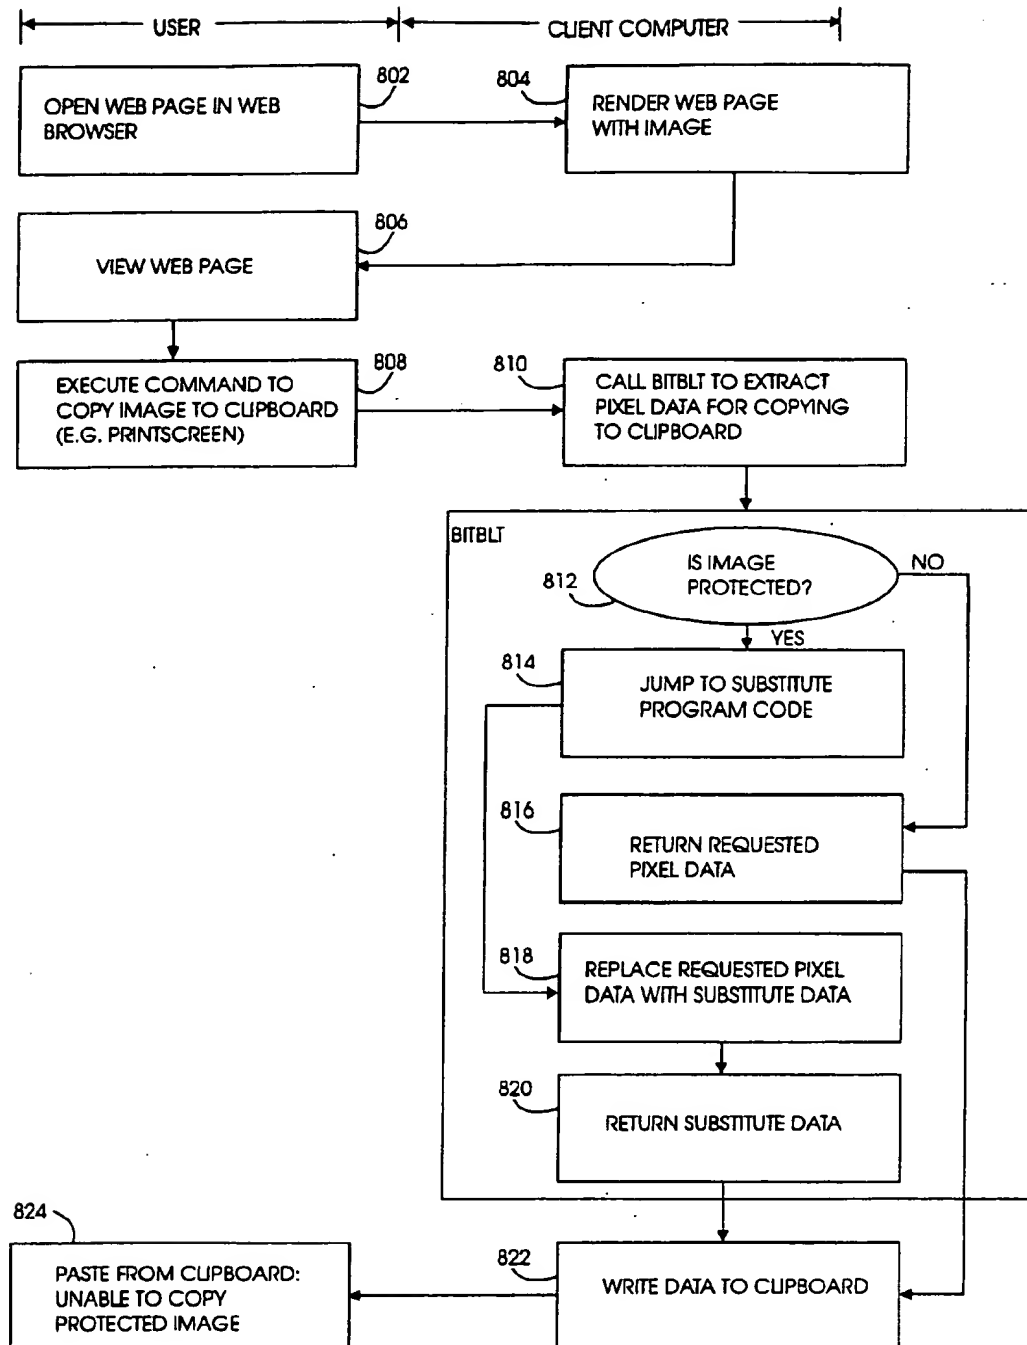 USER
CLIENT COMPUTER
802
OPEN WEB PAGE IN WEB
BROWSER
804
RENDER WEB PAGE
WITH IMAGE
806
VIEW WEB PAGE
808
EXECUTE COMMAND TO
COPY IMAGE TO CLIPBOARD
(E.G. PRINTSCREEN)
810
CALL BITBLT TO EXTRACT
PIXEL DATA FOR COPYING
TO CLIPBOARD
BITBLT
812
IS IMAGE
PROTECTED?
NO
YES
814
JUMP TO SUBSTITUTE
PROGRAM CODE
816
RETURN REQUESTED
PIXEL DATA
818
REPLACE REQUESTED PIXEL
DATA WITH SUBSTITUTE DATA
820
RETURN SUBSTITUTE DATA
822
WRITE DATA TO CLIPBOARD
824
PASTE FROM CLIPBOARD:
UNABLE TO COPY
PROTECTED IMAGE